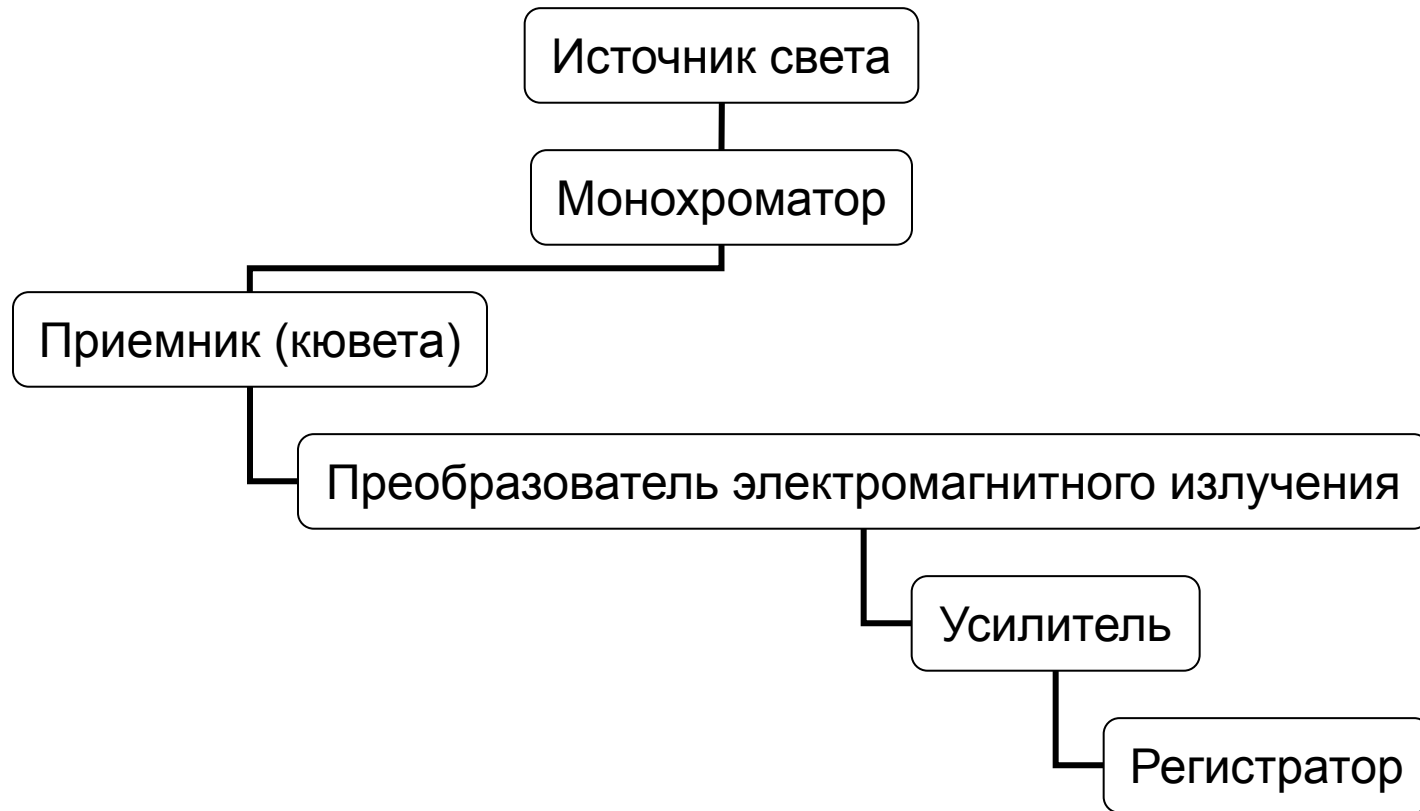 Источник света
Монохроматор
Приемник (кювета)
Преобразователь электромагнитного излучения
Усилитель
Регистратор